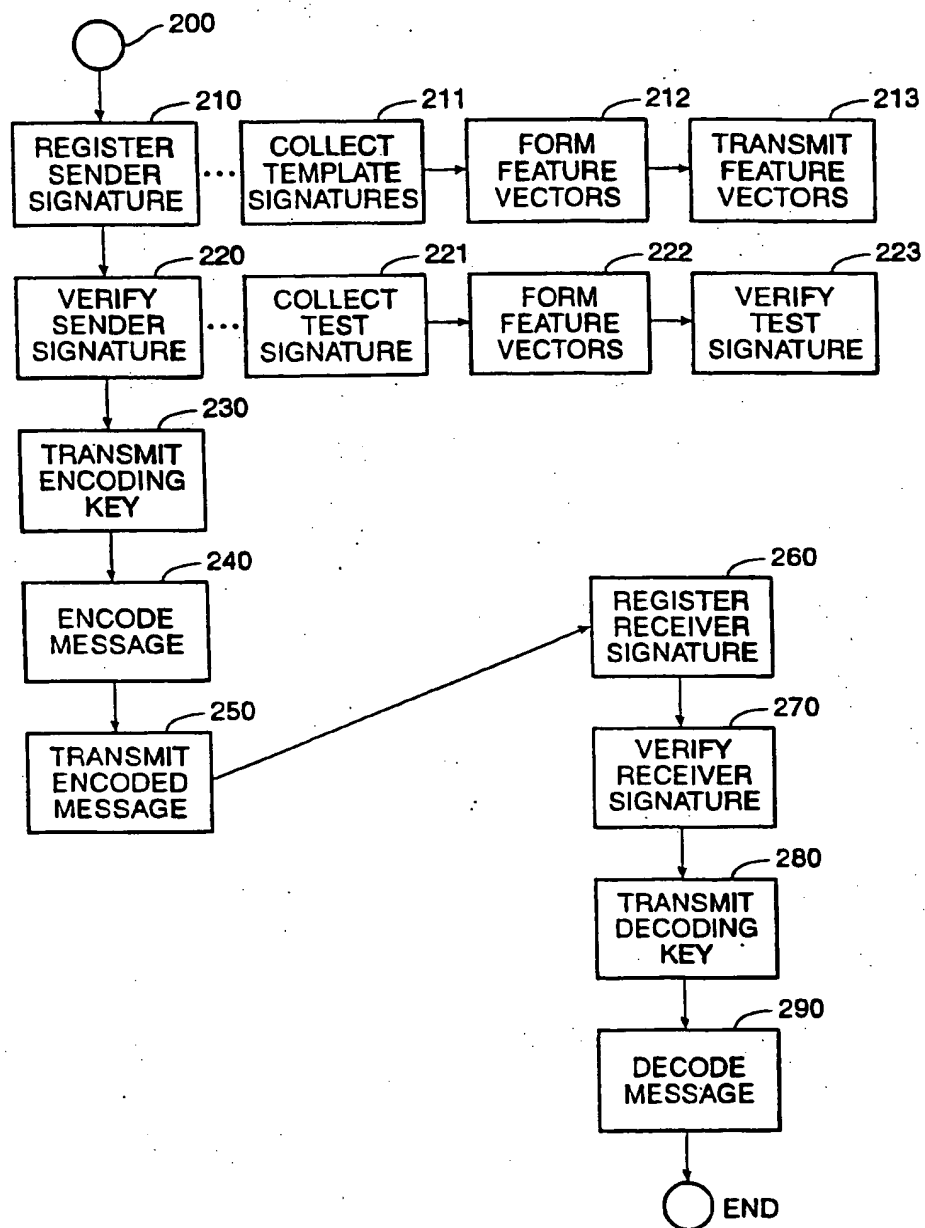 200
210
REGISTER
SENDER
SIGNATURE
211
COLLECT
TEMPLATE
SIGNATURES
212
FORM
FEATURE
VECTORS
213
TRANSMIT
FEATURE
VECTORS
220
VERIFY
SENDER
SIGNATURE
221
COLLECT
TEST
SIGNATURE
222
FORM
FEATURE
VECTORS
223
VERIFY
TEST
SIGNATURE
230
TRANSMIT
ENCODING
KEY
240
ENCODE
MESSAGE
250
TRANSMIT
ENCODED
MESSAGE
260
REGISTER
RECEIVER
SIGNATURE
270
VERIFY
RECEIVER
SIGNATURE
280
TRANSMIT
DECODING
KEY
290
DECODE
MESSAGE
END